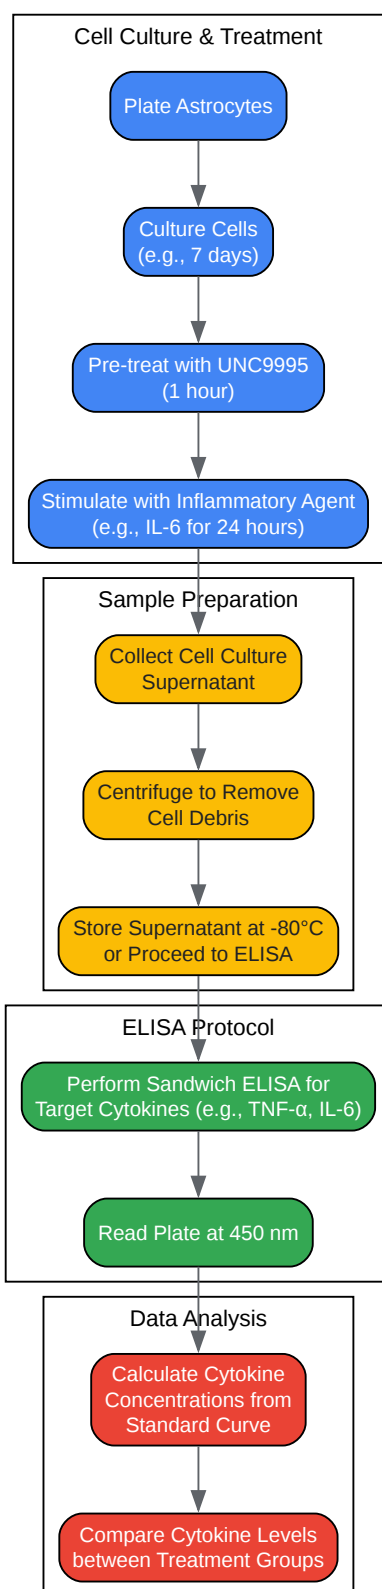 Cell Culture & Treatment
Plate Astrocytes
Culture Cells
(e.g., 7 days)
Pre-treat with UNC9995
(1 hour)
Stimulate with Inflammatory Agent
(e.g., IL-6 for 24 hours)
Sample Preparation
Collect Cell Culture
Supernatant
Centrifuge to Remove
Cell Debris
Store Supernatant at -80°C
or Proceed to ELISA
ELISA Protocol
Perform Sandwich ELISA for
Target Cytokines (e.g., TNF-α, IL-6)
Read Plate at 450 nm
Data Analysis
Calculate Cytokine
Concentrations from
Standard Curve
Compare Cytokine Levels
between Treatment Groups